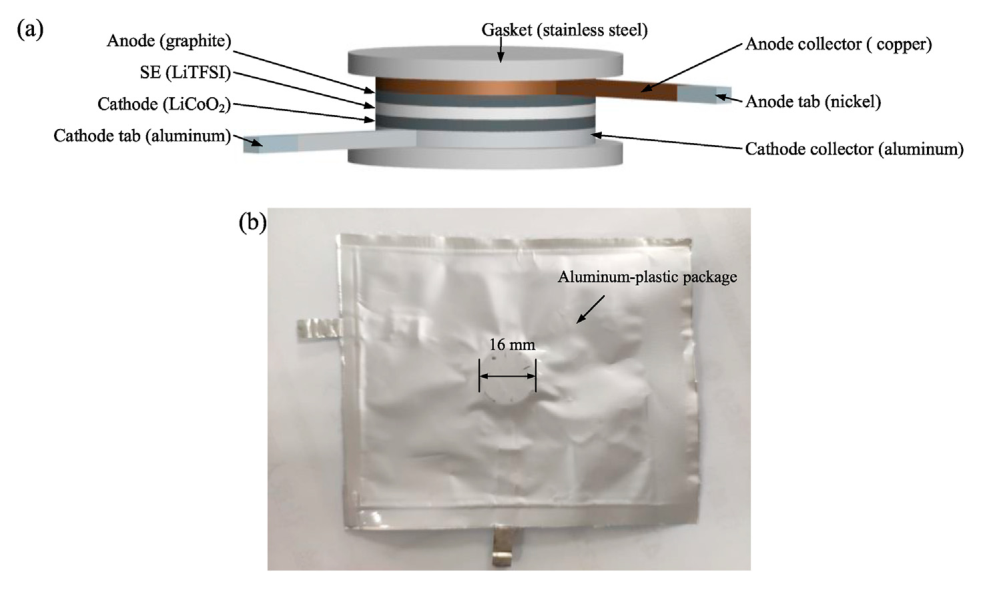 (a)
Gasket (stainless steel)
Anode (graphite)
SE (LiTFSI)
Cathode (LiCoO₂)
Cathode tab (aluminum)
Anode collector ( copper)
Anode tab (nickel)
Cathode collector (aluminum)
(b)
Aluminum-plastic package
16 mm